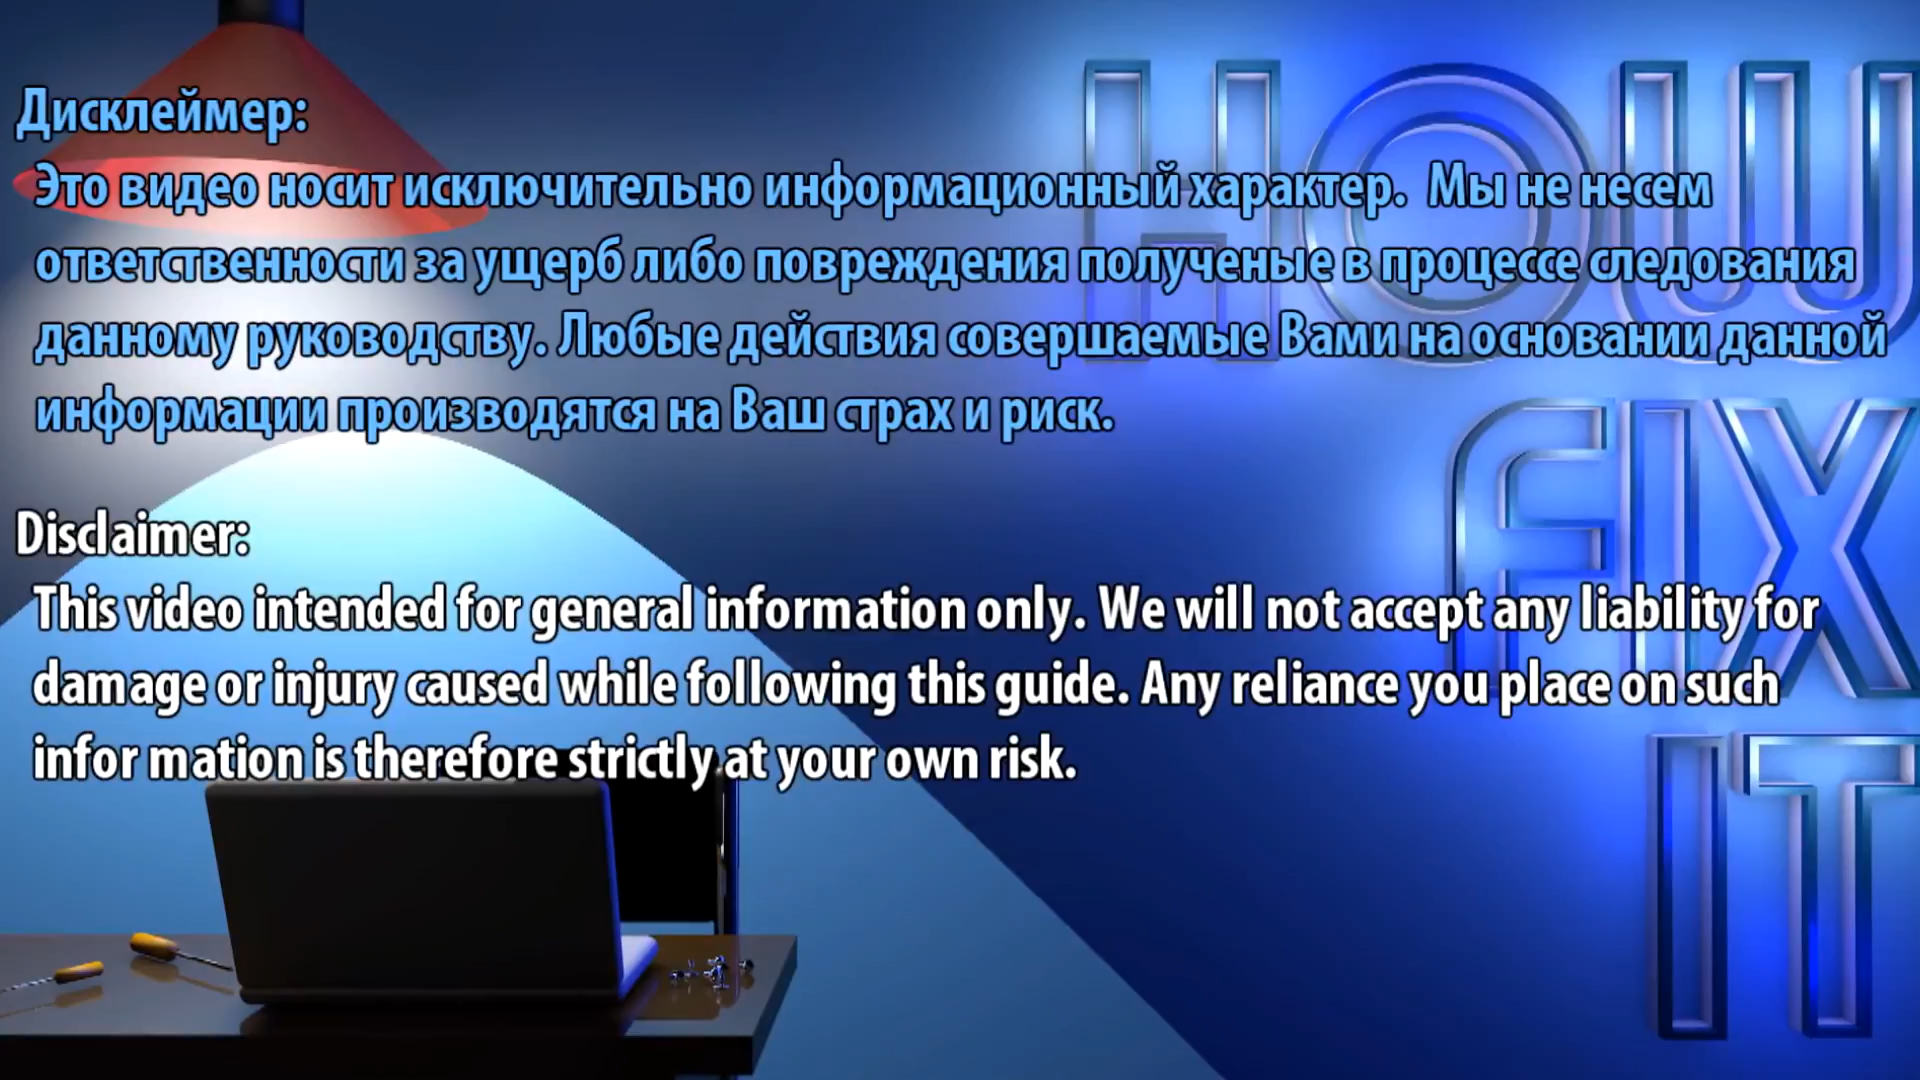 HOW
FIX
IT
Дисклеймер:
Это видео носит исключительно информационный характер. Мы не несем
ответственности за ущерб либо повреждения полученые в процессе следования
данному руководству. Любые действия совершаемые Вами на основании данной
информации производятся на Ваш страх и риск.
Disclaimer:
This video intended for general information only. We will not accept any liability for
damage or injury caused while following this guide. Any reliance you place on such
infor mation is therefore strictly at your own risk.